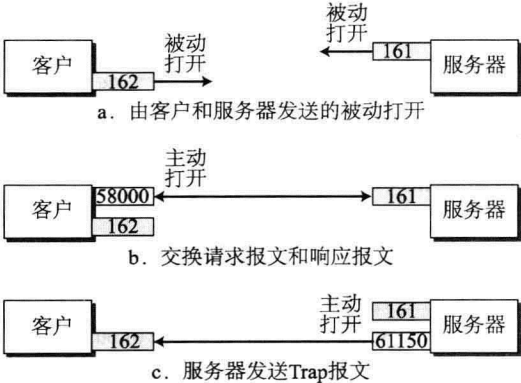 被动
打开
客户
162
被动
打开
161
服务器
a. 由客户和服务器发送的被动打开
主动
打开
客户
58000
162
161
服务器
b. 交换请求报文和响应报文
客户
162
主动
打开
161
61150
服务器
c. 服务器发送Trap报文